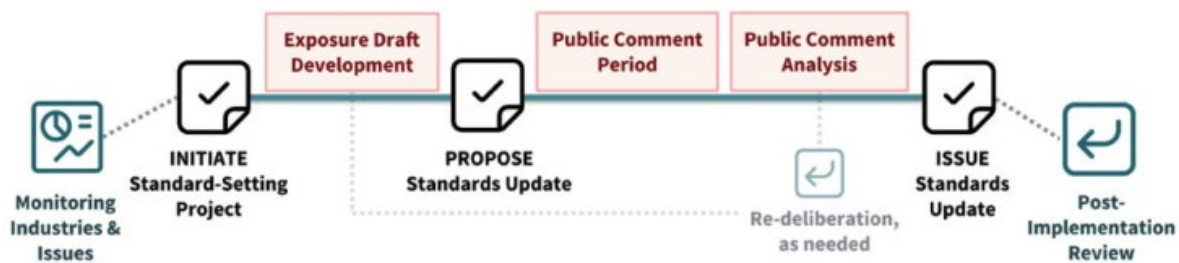 Exposure Draft
Development
Public Comment
Period
Public Comment
Analysis
INITIATE
Standard-Setting
Project
PROPOSE
Standards Update
ISSUE
Standards
Update
Monitoring
Industries &
Issues
Re-deliberation,
as needed
Post-
Implementation
Review